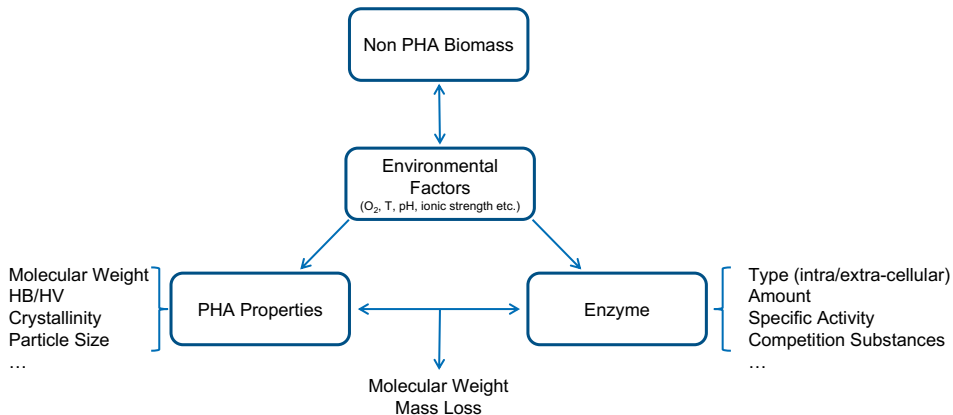 Non PHA Biomass
Environmental
Factors
(O₂, T, pH, ionic strength etc.)
Molecular Weight
HB/HV
Crystallinity
Particle Size
…
PHA Properties
Enzyme
Type (intra/extra-cellular)
Amount
Specific Activity
Competition Substances
…
Molecular Weight
Mass Loss